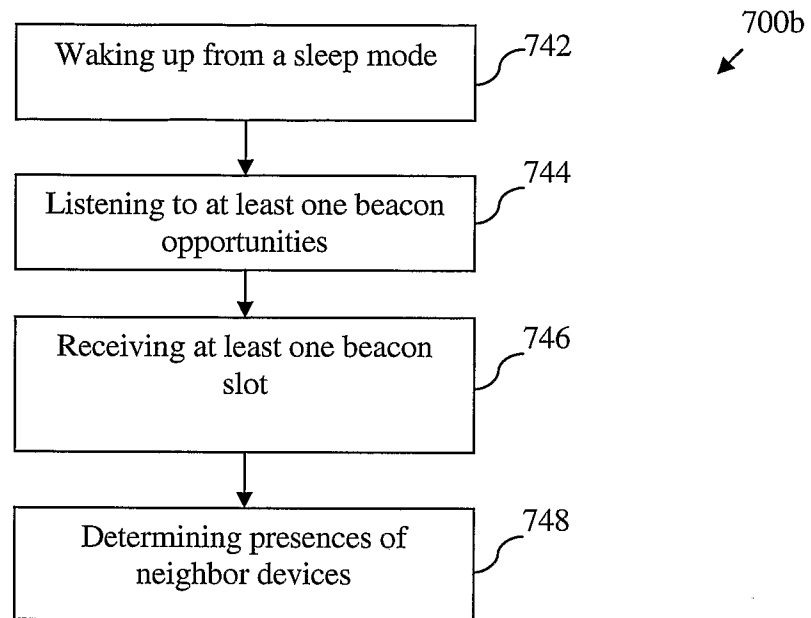 700b
Waking up from a sleep mode
742
744
Listening to at least one beacon
opportunities
746
Receiving at least one beacon
slot
748
Determining presences of
neighbor devices